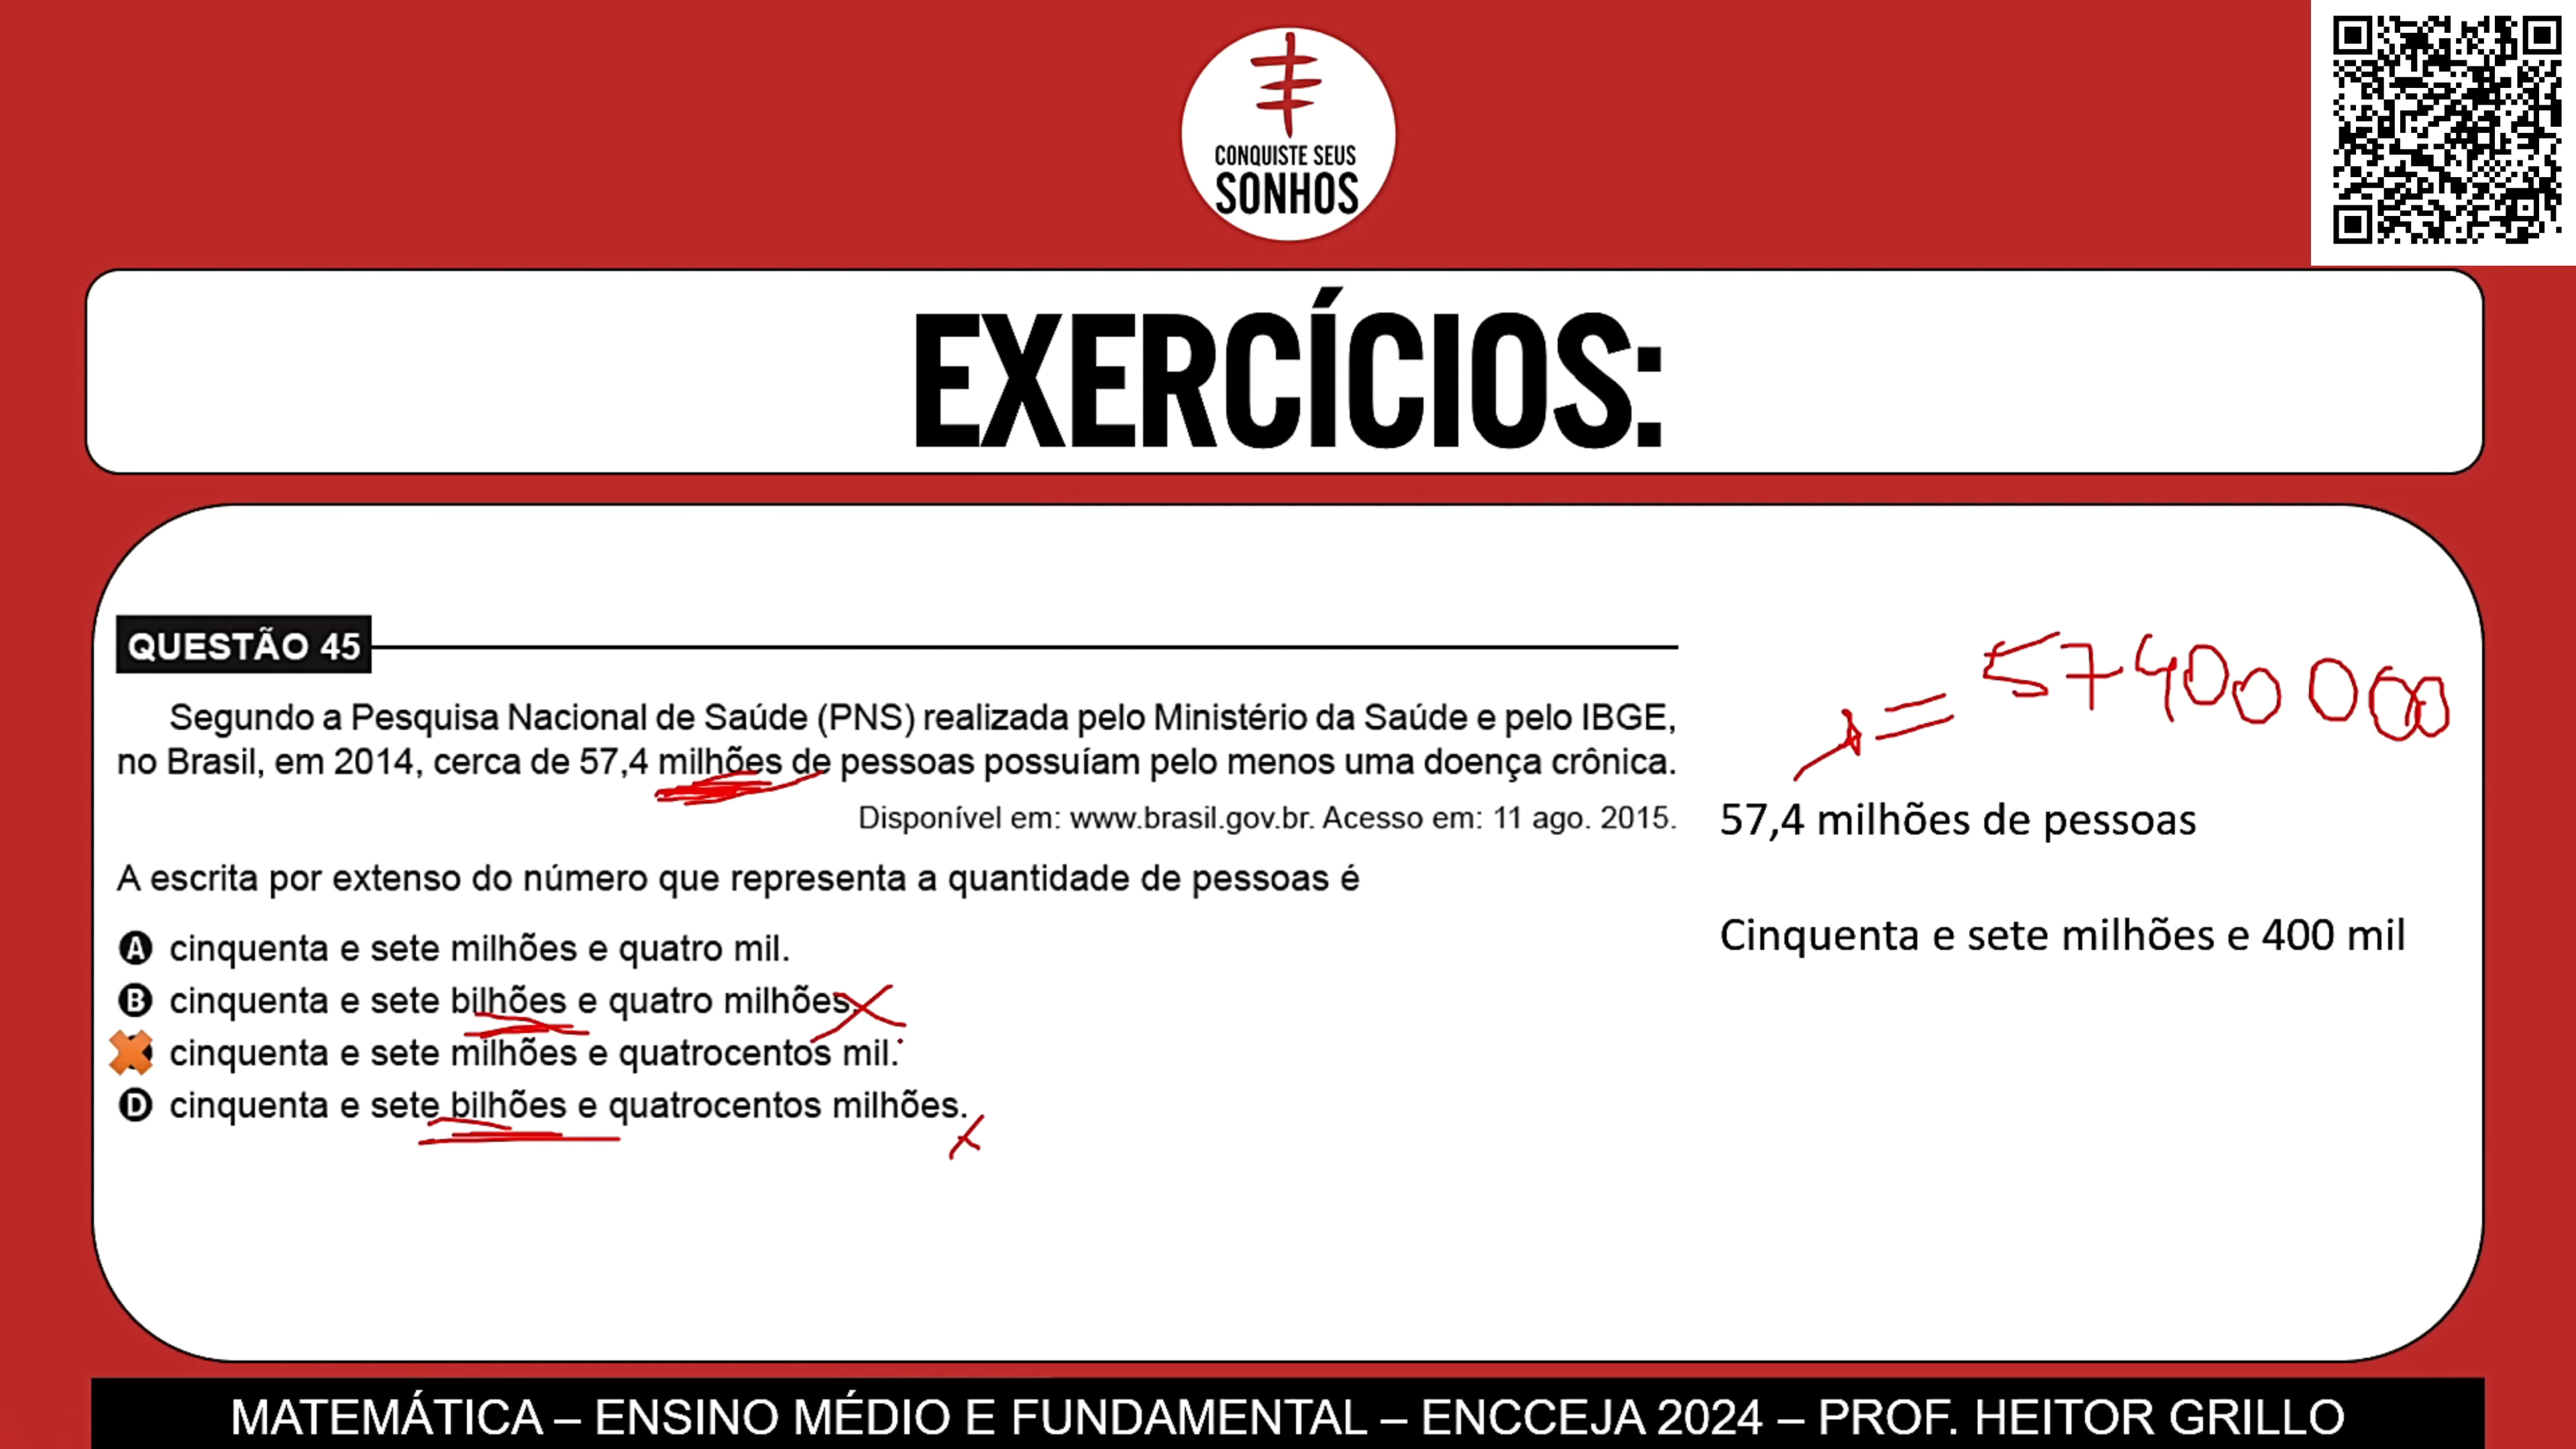 CONQUISTE SEUS
SONHOS
EXERCÍCIOS:
QUESTÃO 45
Segundo a Pesquisa Nacional de Saúde (PNS) realizada pelo Ministério da Saúde e pelo IBGE,
no Brasil, em 2014, cerca de 57,4 milhões de pessoas possuíam pelo menos uma doença crônica.
Disponível em: www.brasil.gov.br. Acesso em: 11 ago. 2015.
A escrita por extenso do número que representa a quantidade de pessoas é
A cinquenta e sete milhões e quatro mil.
B cinquenta e sete bilhões e quatro milhões.
cinquenta e sete milhões e quatrocentos mil.
D cinquenta e sete bilhões e quatrocentos milhões.
= 57400 000
57,4 milhões de pessoas
Cinquenta e sete milhões e 400 mil
MATEMÁTICA – ENSINO MÉDIO E FUNDAMENTAL – ENCCEJA 2024 – PROF. HEITOR GRILLO